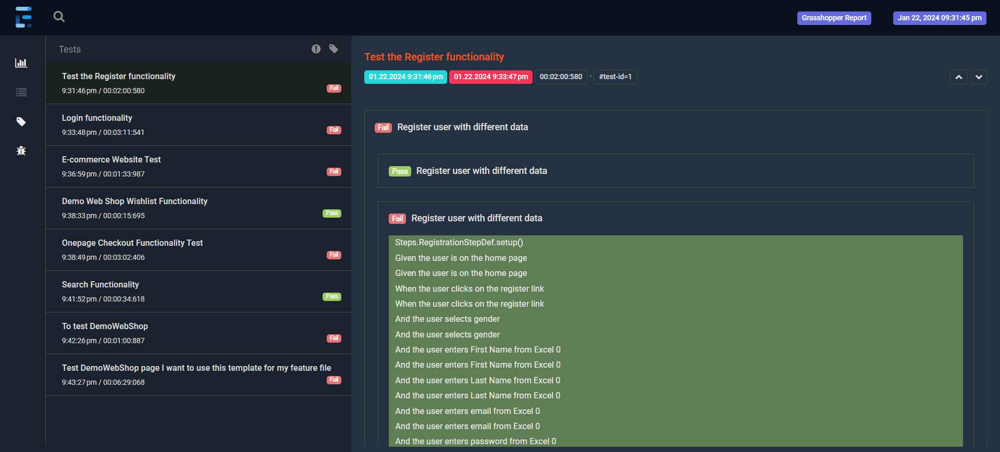 Grasshopper Report
Jan 22, 2024 09:31:45 pm
Tests
Test the Register functionality
9:31:46 pm / 00:02:00:580
Fail
Login functionality
9:33:48 pm / 00:03:11:541
Fail
E-commerce Website Test
9:36:59 pm / 00:01:33:987
Fail
Demo Web Shop Wishlist Functionality
9:38:33 pm / 00:00:15:695
Pass
Onepage Checkout Functionality Test
9:38:49 pm / 00:03:02:406
Fail
Search Functionality
9:41:52 pm / 00:00:34:618
Pass
To test DemoWebShop
9:42:26 pm / 00:01:00:887
Fail
Test DemoWebShop page I want to use this template for my feature file
9:43:27 pm / 00:06:29:068
Fail
Test the Register functionality
01.22.2024 9:31:46 pm 01.22.2024 9:33:47 pm 00:02:00:580 · #test-id=1
Fail Register user with different data
Pass Register user with different data
Fail Register user with different data
Steps.RegistrationStepDef.setup()
Given the user is on the home page
Given the user is on the home page
When the user clicks on the register link
When the user clicks on the register link
And the user selects gender
And the user selects gender
And the user enters First Name from Excel 0
And the user enters First Name from Excel 0
And the user enters Last Name from Excel 0
And the user enters Last Name from Excel 0
And the user enters email from Excel 0
And the user enters email from Excel 0
And the user enters password from Excel 0